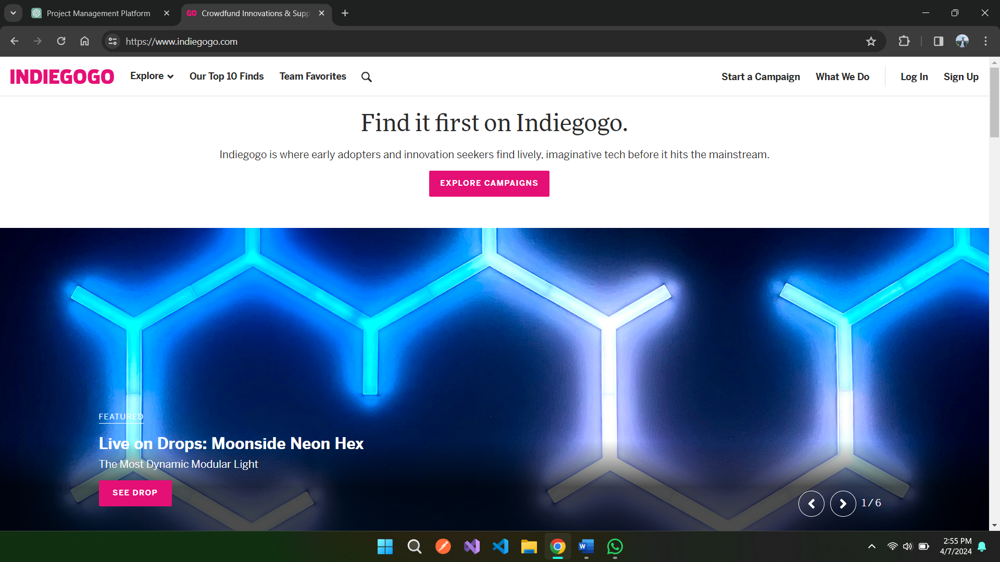 Project Management Platform
GO Crowdfund Innovations & Supp
https://www.indiegogo.com
INDIEGOGO Explore Our Top 10 Finds Team Favorites Start a Campaign What We Do Log In Sign Up
Find it first on Indiegogo.
Indiegogo is where early adopters and innovation seekers find lively, imaginative tech before it hits the mainstream.
EXPLORE CAMPAIGNS
FEATURED
Live on Drops: Moonside Neon Hex
The Most Dynamic Modular Light
SEE DROP
1/6
W
2:55 PM
4/7/2024